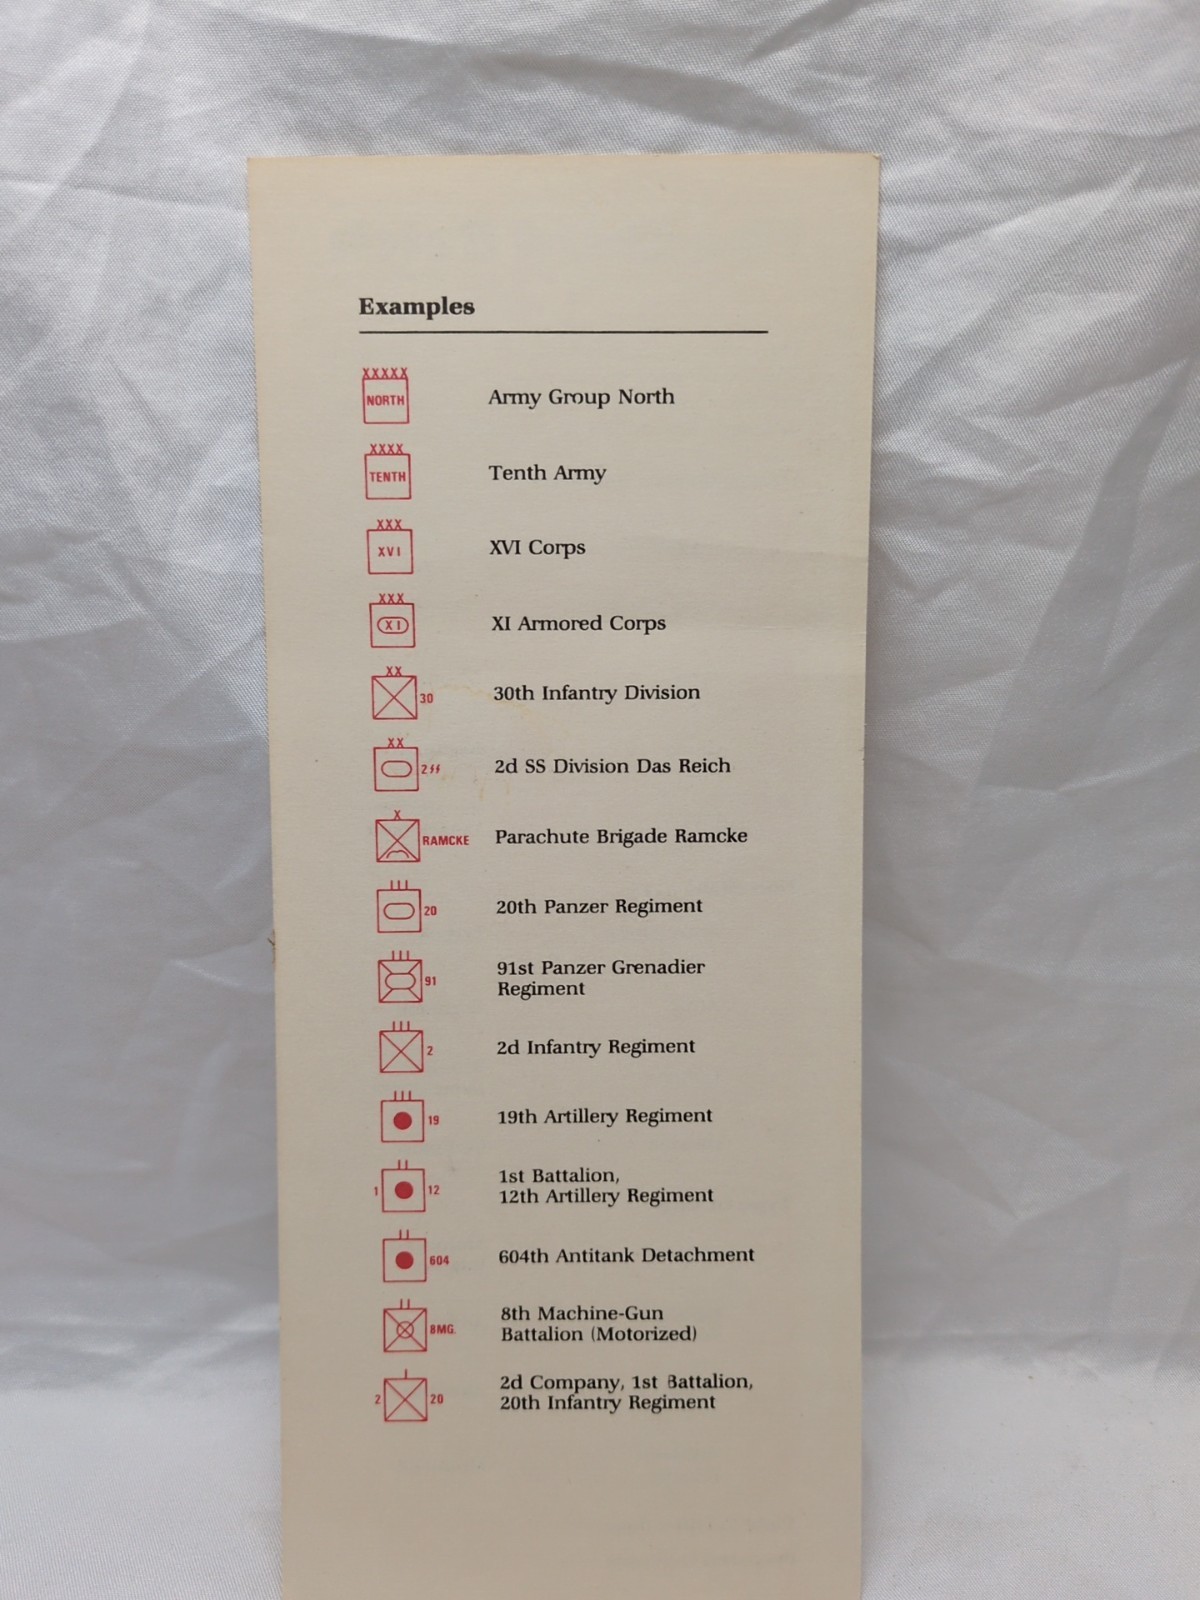 Examples
XXXXX
NORTH
Army Group North
XXXX
TENTH
Tenth Army
XXX
XVI
XVI Corps
XXX
XI
XI Armored Corps
XX
30
30th Infantry Division
XX
2ϟϟ
2d SS Division Das Reich
X
RAMCKE
Parachute Brigade Ramcke
III
20
20th Panzer Regiment
III
91
91st Panzer Grenadier
Regiment
III
2
2d Infantry Regiment
III
19
19th Artillery Regiment
II
1 12
1st Battalion,
12th Artillery Regiment
II
604
604th Antitank Detachment
II
8MG.
8th Machine-Gun
Battalion (Motorized)
I
2 20
2d Company, 1st Battalion,
20th Infantry Regiment